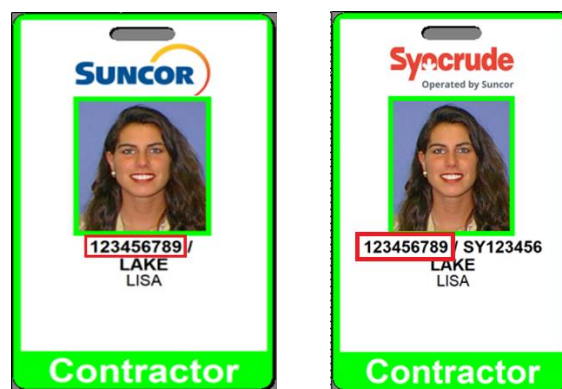 SUNCOR
123456789 /
LAKE
LISA
Contractor
Syncrude
Operated by Suncor
123456789 / SY123456
LAKE
LISA
Contractor